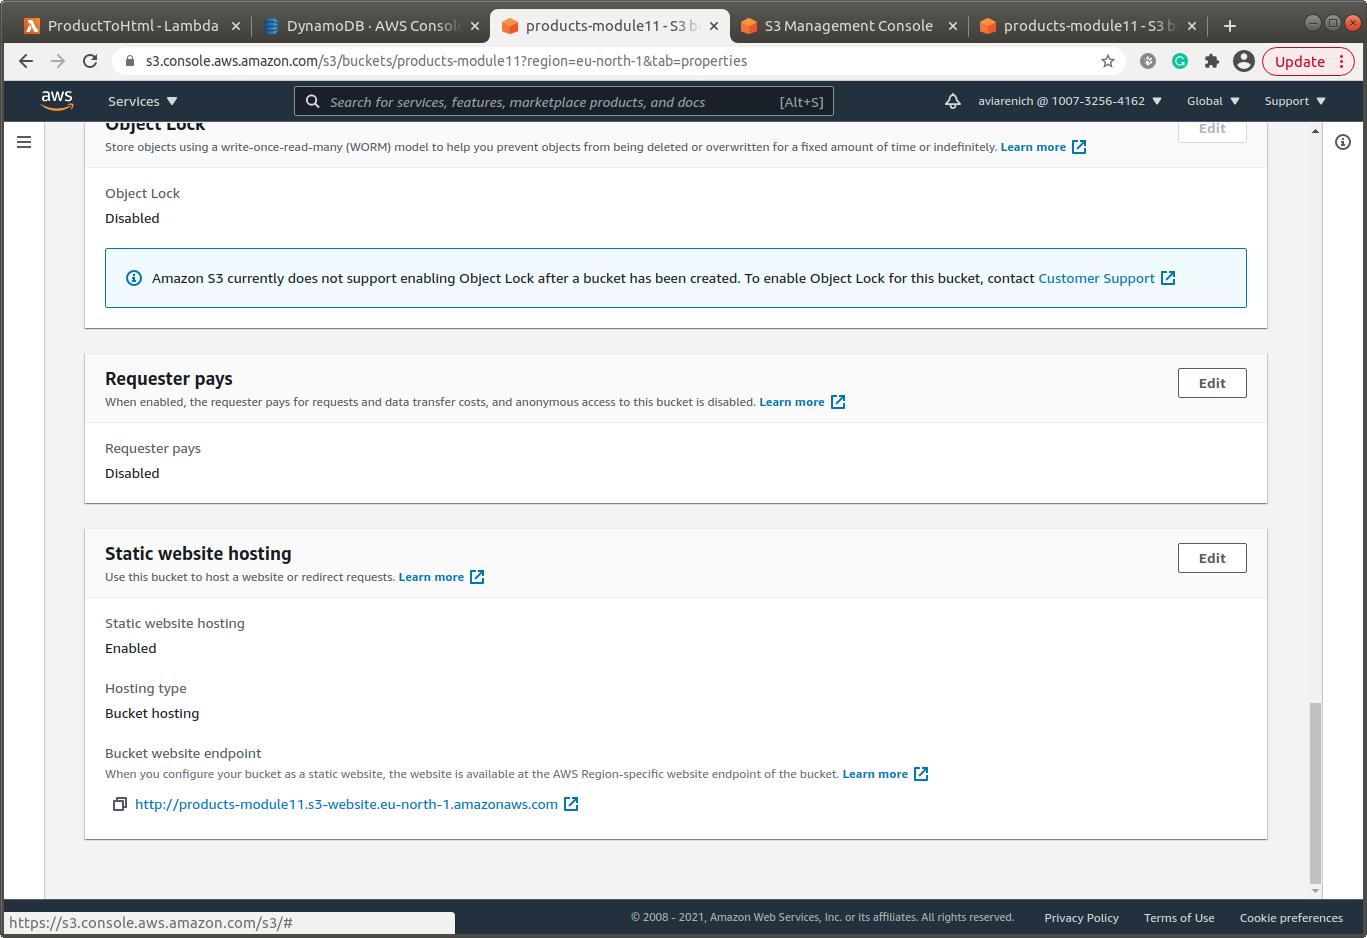 ProductToHtml - Lambda
DynamoDB · AWS Console
products-module11 - S3 b
S3 Management Console
products-module11 - S3 b
s3.console.aws.amazon.com/s3/buckets/products-module11?region=eu-north-1&tab=properties
Update
aws
Services
Search for services, features, marketplace products, and docs
[Alt+S]
aviarenich @ 1007-3256-4162
Global
Support
Object Lock
Edit
Store objects using a write-once-read-many (WORM) model to help you prevent objects from being deleted or overwritten for a fixed amount of time or indefinitely. Learn more
Object Lock
Disabled
Amazon S3 currently does not support enabling Object Lock after a bucket has been created. To enable Object Lock for this bucket, contact Customer Support
Requester pays
Edit
When enabled, the requester pays for requests and data transfer costs, and anonymous access to this bucket is disabled. Learn more
Requester pays
Disabled
Static website hosting
Edit
Use this bucket to host a website or redirect requests. Learn more
Static website hosting
Enabled
Hosting type
Bucket hosting
Bucket website endpoint
When you configure your bucket as a static website, the website is available at the AWS Region-specific website endpoint of the bucket. Learn more
http://products-module11.s3-website.eu-north-1.amazonaws.com
https://s3.console.aws.amazon.com/s3/#
© 2008 - 2021, Amazon Web Services, Inc. or its affiliates. All rights reserved.
Privacy Policy
Terms of Use
Cookie preferences